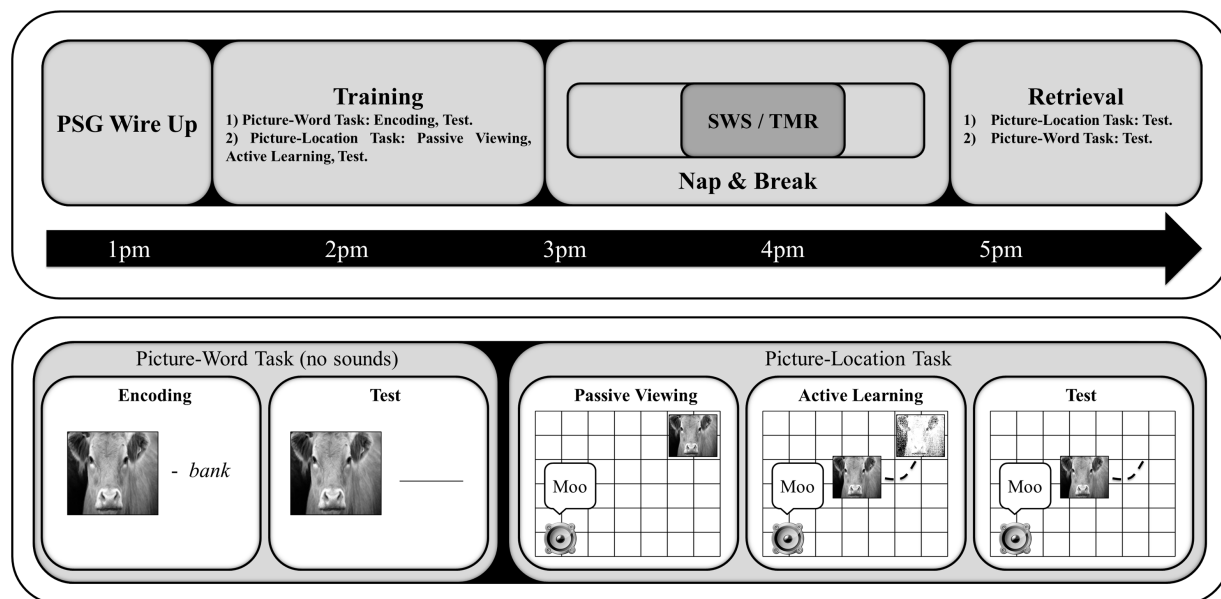 PSG Wire Up
Training
1) Picture-Word Task: Encoding, Test.
2) Picture-Location Task: Passive Viewing,
Active Learning, Test.
SWS / TMR
Nap & Break
Retrieval
1) Picture-Location Task: Test.
2) Picture-Word Task: Test.
1pm 2pm 3pm 4pm 5pm
Picture-Word Task (no sounds)
Encoding
- bank
Test
Picture-Location Task
Passive Viewing
Moo
Active Learning
Moo
Test
Moo